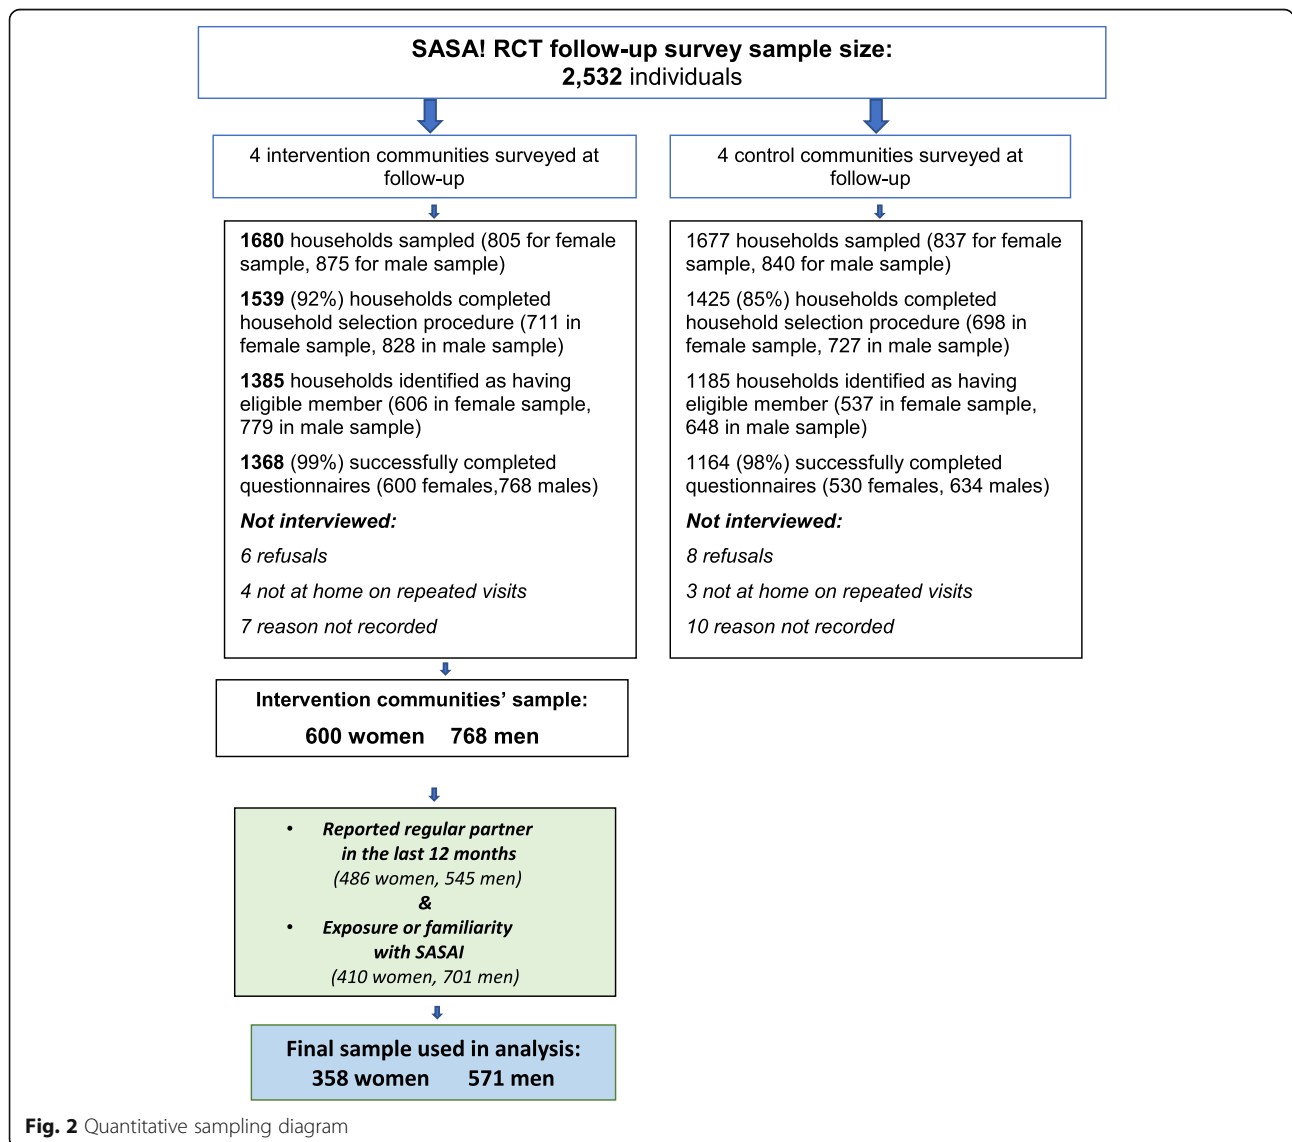 SASA! RCT follow-up survey sample size:
2,532 individuals
4 intervention communities surveyed at
follow-up
4 control communities surveyed at
follow-up
1680 households sampled (805 for female
sample, 875 for male sample)
1539 (92%) households completed
household selection procedure (711 in
female sample, 828 in male sample)
1385 households identified as having
eligible member (606 in female sample,
779 in male sample)
1368 (99%) successfully completed
questionnaires (600 females,768 males)
Not interviewed:
6 refusals
4 not at home on repeated visits
7 reason not recorded
1677 households sampled (837 for female
sample, 840 for male sample)
1425 (85%) households completed
household selection procedure (698 in
female sample, 727 in male sample)
1185 households identified as having
eligible member (537 in female sample,
648 in male sample)
1164 (98%) successfully completed
questionnaires (530 females, 634 males)
Not interviewed:
8 refusals
3 not at home on repeated visits
10 reason not recorded
Intervention communities’ sample:
600 women 768 men
• Reported regular partner
in the last 12 months
(486 women, 545 men)
&
• Exposure or familiarity
with SASAI
(410 women, 701 men)
Final sample used in analysis:
358 women 571 men
Fig. 2 Quantitative sampling diagram